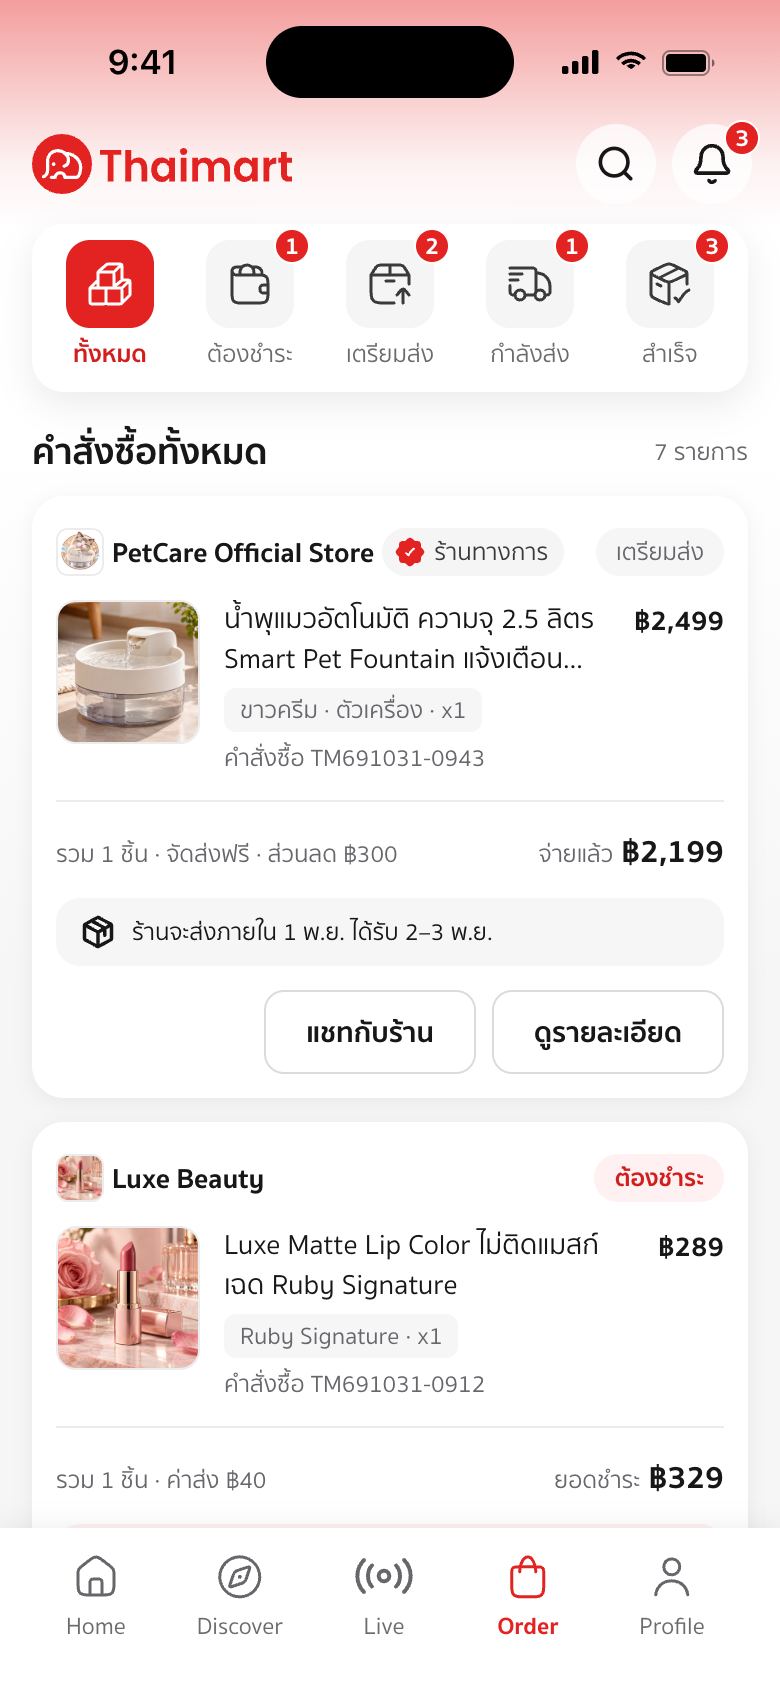 9:41
Thaimart
3
1
2
1
3
ทั้งหมด
ต้องชำระ
เตรียมส่ง
กำลังส่ง
สำเร็จ
คำสั่งซื้อทั้งหมด
7 รายการ
PetCare Official Store
ร้านทางการ
เตรียมส่ง
น้ำพุแมวอัตโนมัติ ความจุ 2.5 ลิตร
฿2,499
Smart Pet Fountain แจ้งเตือน...
ขาวครีม · ตัวเครื่อง · x1
คำสั่งซื้อ TM691031-0943
รวม 1 ชิ้น · จัดส่งฟรี · ส่วนลด ฿300
จ่ายแล้ว ฿2,199
ร้านจะส่งภายใน 1 พ.ย. ได้รับ 2–3 พ.ย.
แชทกับร้าน
ดูรายละเอียด
Luxe Beauty
ต้องชำระ
Luxe Matte Lip Color ไม่ติดแมสก์
฿289
เฉด Ruby Signature
Ruby Signature · x1
คำสั่งซื้อ TM691031-0912
รวม 1 ชิ้น · ค่าส่ง ฿40
ยอดชำระ ฿329
Home
Discover
Live
Order
Profile